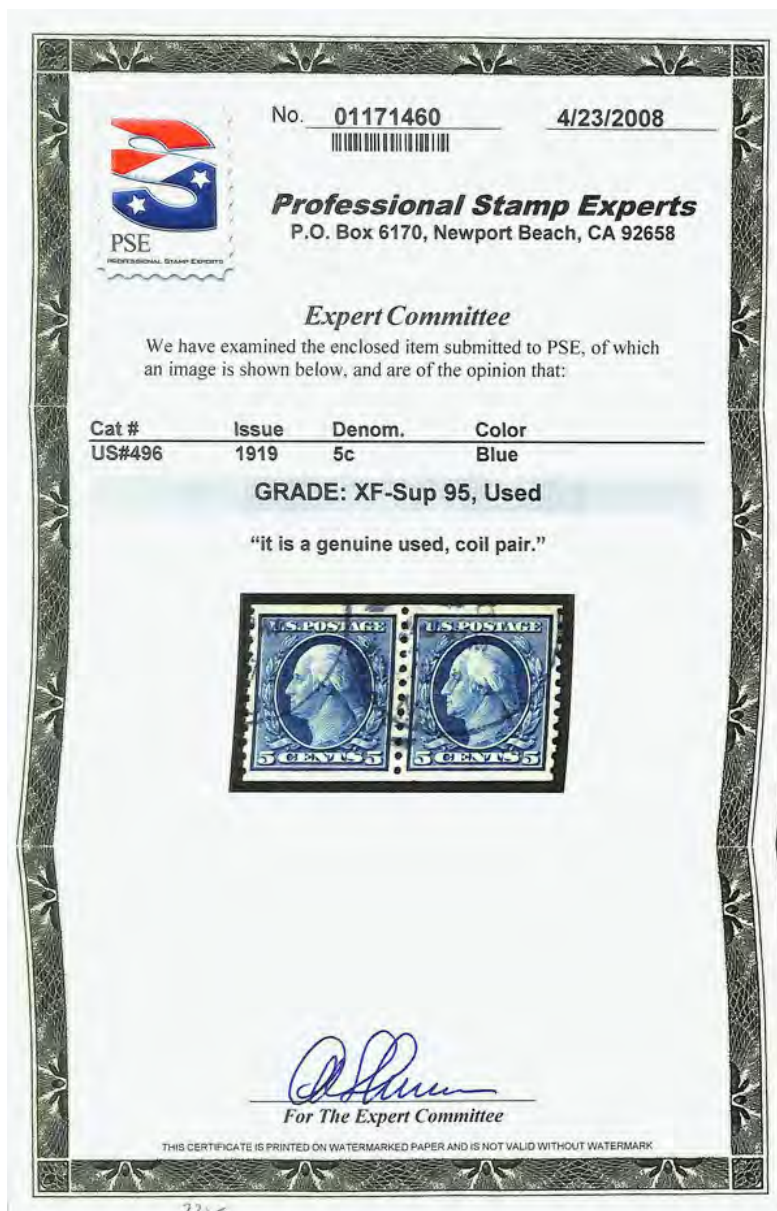 No. 01171460 4/23/2008
PSE
PROFESSIONAL STAMP EXPERTS
Professional Stamp Experts
P.O. Box 6170, Newport Beach, CA 92658
Expert Committee
We have examined the enclosed item submitted to PSE, of which
an image is shown below, and are of the opinion that:
Cat # Issue Denom. Color
US#496 1919 5c Blue
GRADE: XF-Sup 95, Used
“it is a genuine used, coil pair.”
U.S.POSTAGE U.S.POSTAGE
5 CENTS 5 5 CENTS 5
For The Expert Committee
THIS CERTIFICATE IS PRINTED ON WATERMARKED PAPER AND IS NOT VALID WITHOUT WATERMARK